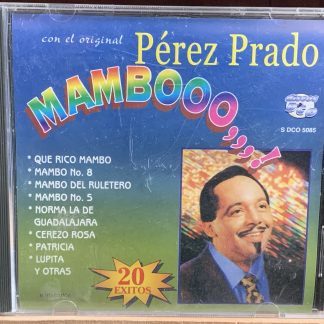 con el original
Pérez Prado
MAMBOOO,,,!
S DCO 5085
* QUE RICO MAMBO
* MAMBO No. 8
* MAMBO DEL RULETERO
* MAMBO No. 5
* NORMA LA DE
GUADALAJARA
* CEREZO ROSA
* PATRICIA
* LUPITA
Y OTRAS
20
EXITOS